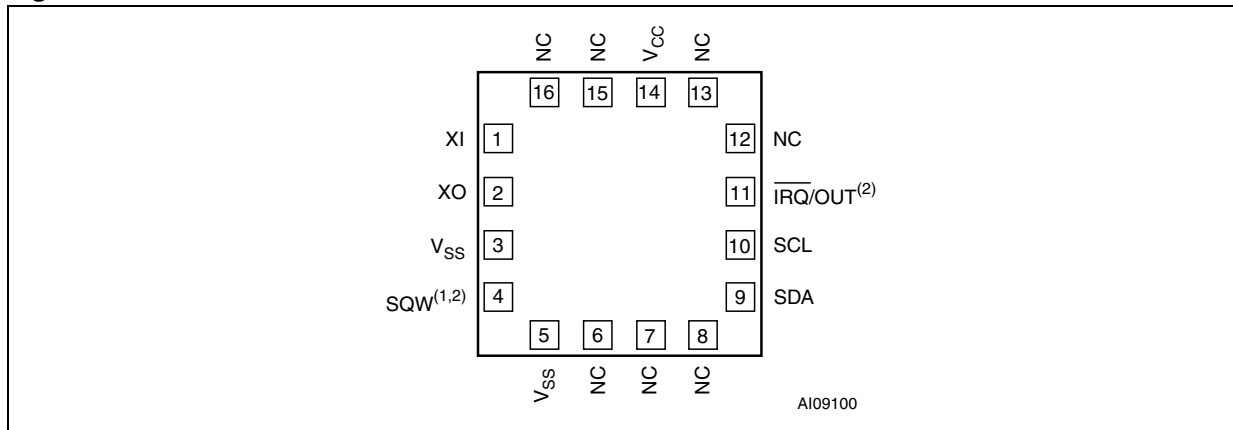 NC NC VCC NC
16 15 14 13
XI 1 12 NC
XO 2 11 IRQ/OUT(2)
VSS 3 10 SCL
SQW(1,2) 4 9 SDA
5 6 7 8
VSS NC NC NC
AI09100